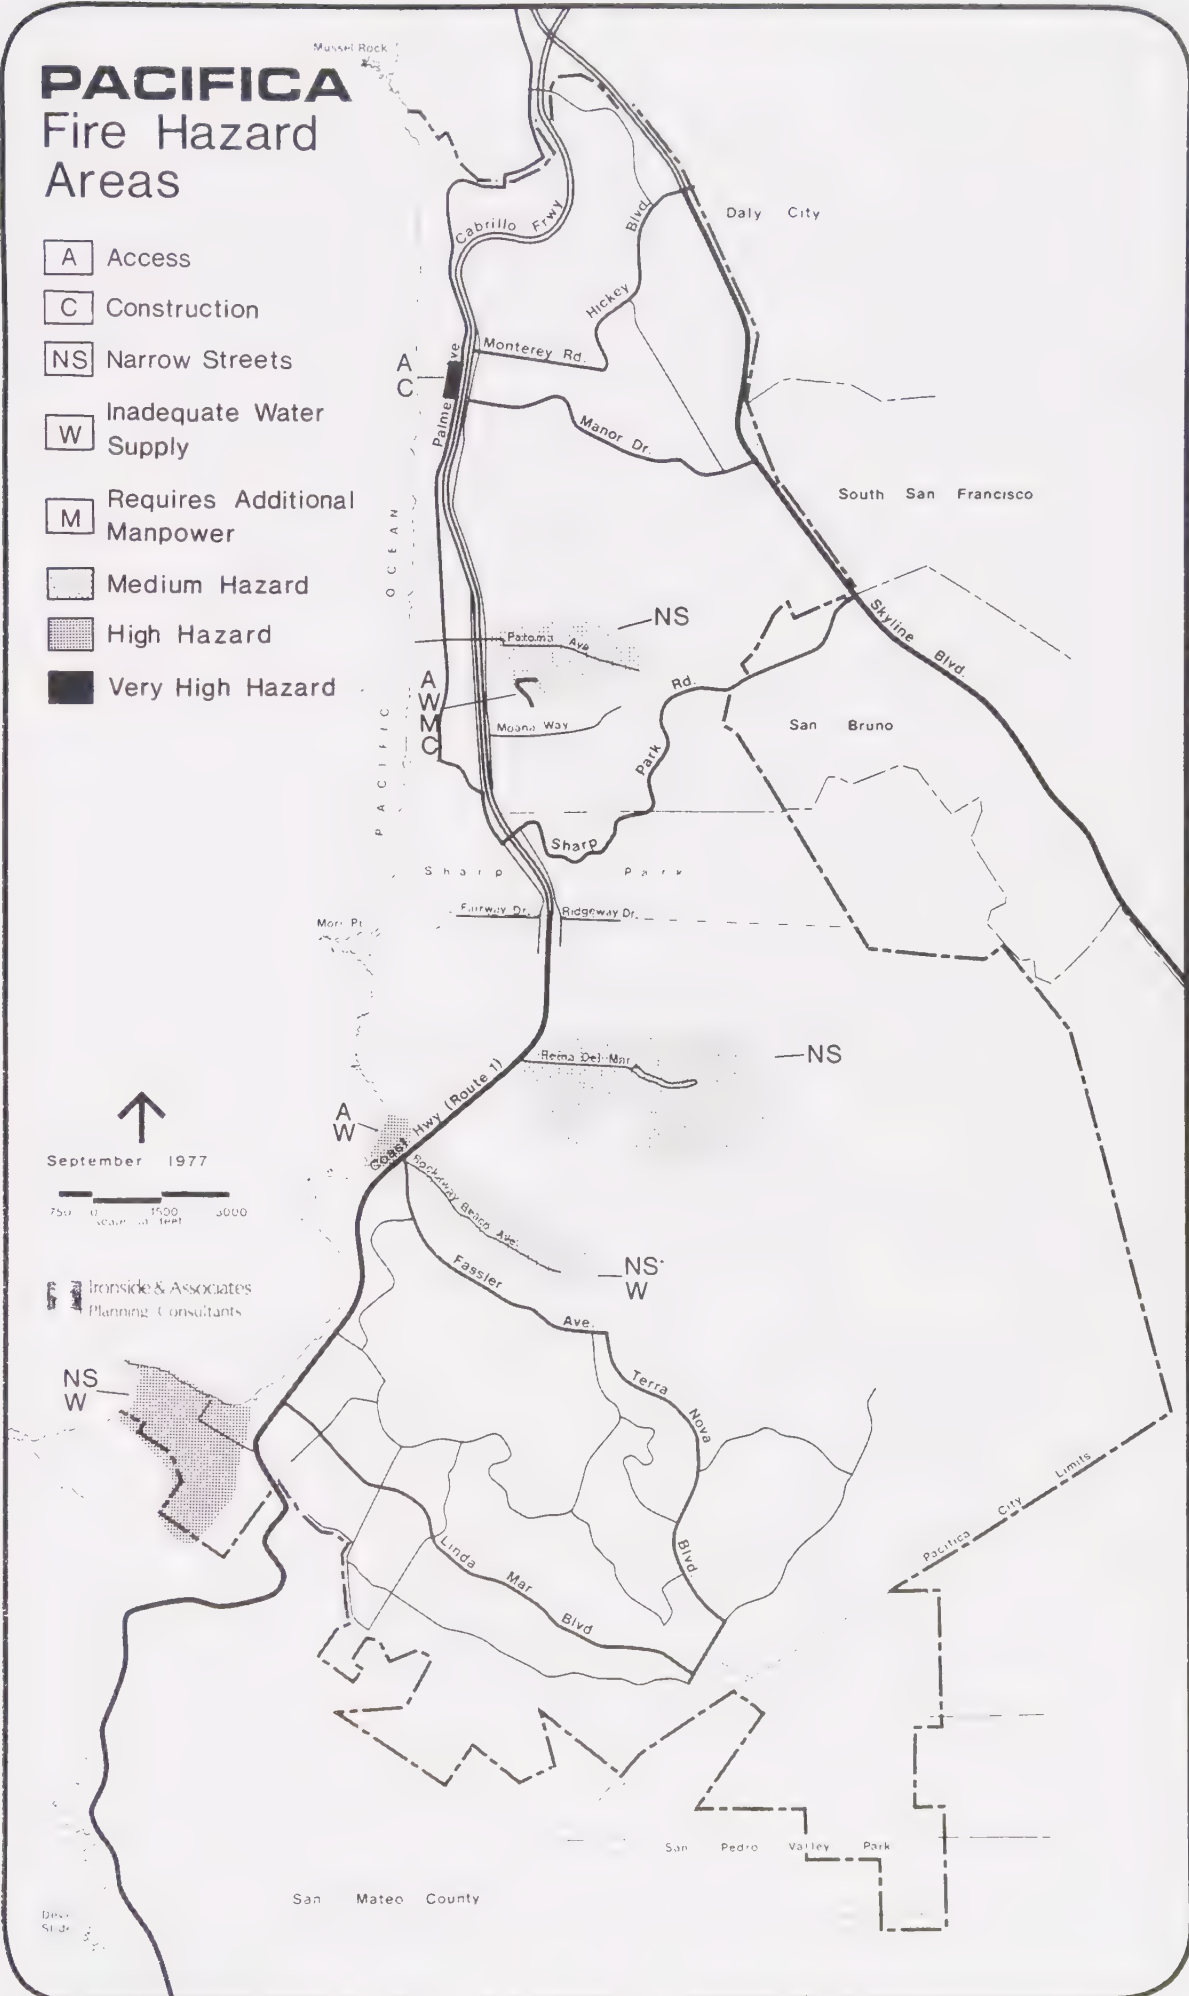 Mussel Rock
PACIFICA
Fire Hazard
Areas
A Access
C Construction
NS Narrow Streets
W Inadequate Water
Supply
M Requires Additional
Manpower
Medium Hazard
High Hazard
Very High Hazard
Daly City
Cabrillo Frwy
Hickey Blvd.
Monterey Rd.
A
C
Manor Dr.
South San Francisco
PACIFIC OCEAN
Skyline Blvd.
NS
Paloma Ave
A
W
M
C
Moana Way
Sharp Park Rd.
San Bruno
Sharp Park
Fairway Dr.
Ridgeway Dr.
Mori Pt.
Reina Del Mar
NS
Coast Hwy (Route 1)
A
W
September 1977
750 0 1500 3000
scale in feet
Rockaway Beach Ave.
Fassler Ave.
NS
W
Ironside & Associates
Planning Consultants
NS
W
Terra Nova Blvd.
Linda Mar Blvd
Pacifica City Limits
San Pedro Valley Park
San Mateo County